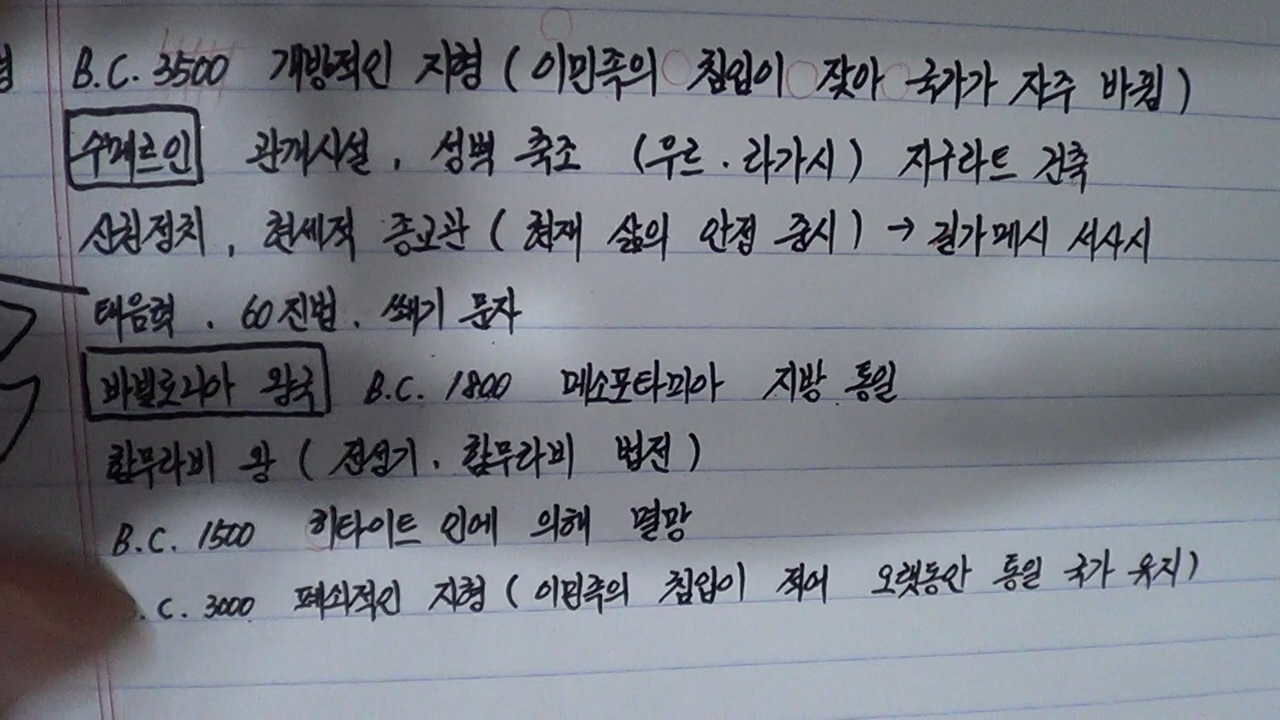 B.C. 3500 개방적인 지형 ( 이민족의 침입이 잦아 국가가 자주 바뀜 )
수메르인 관개시설 , 성벽 축조 ( 우르 . 라가시 ) 지구라트 건축
신권정치 , 현세적 종교관 ( 현재 삶의 안정 중시 ) → 길가메시 서사시
태음력 . 60진법 . 쐐기 문자
바빌로니아 왕국 B.C. 1800 메소포타미아 지방 통일
함무라비 왕 ( 전성기 . 함무라비 법전 )
B.C. 1500 히타이트 인에 의해 멸망
. C. 3000 폐쇄적인 지형 ( 이민족의 침입이 적어 오랫동안 통일 국가 유지 )